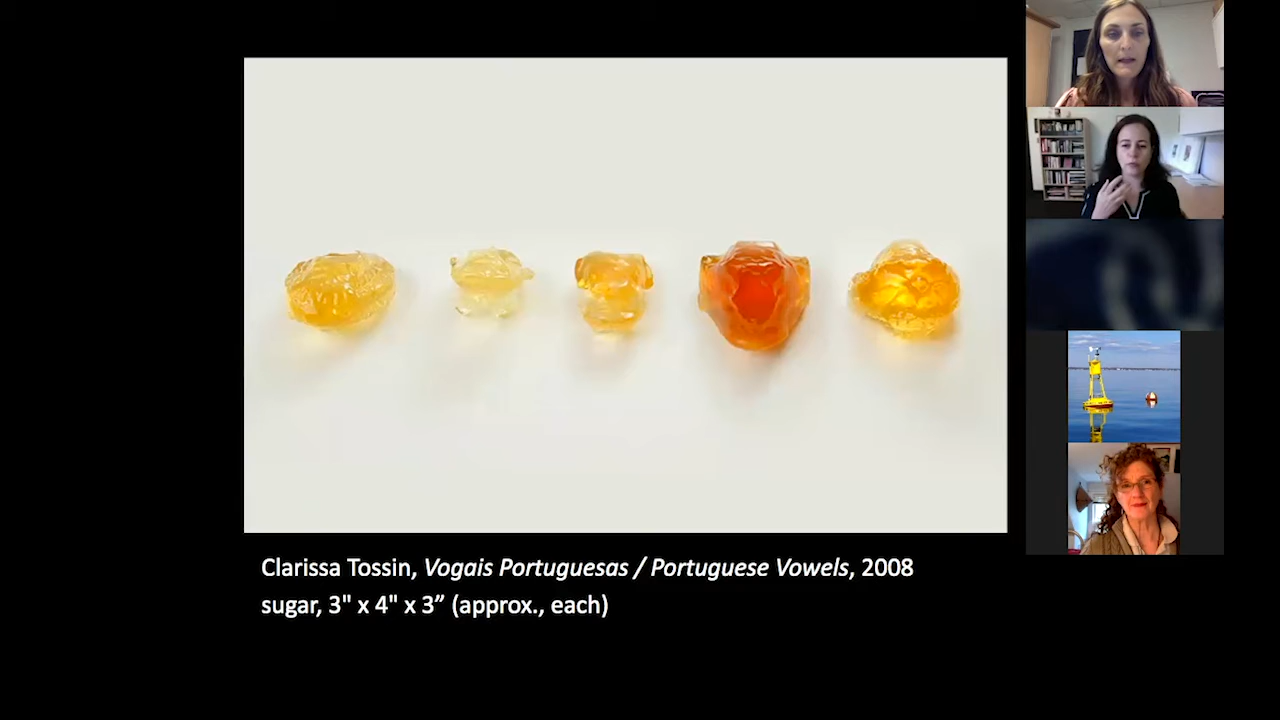 Clarissa Tossin, Vogais Portuguesas / Portuguese Vowels, 2008
sugar, 3" x 4" x 3” (approx., each)